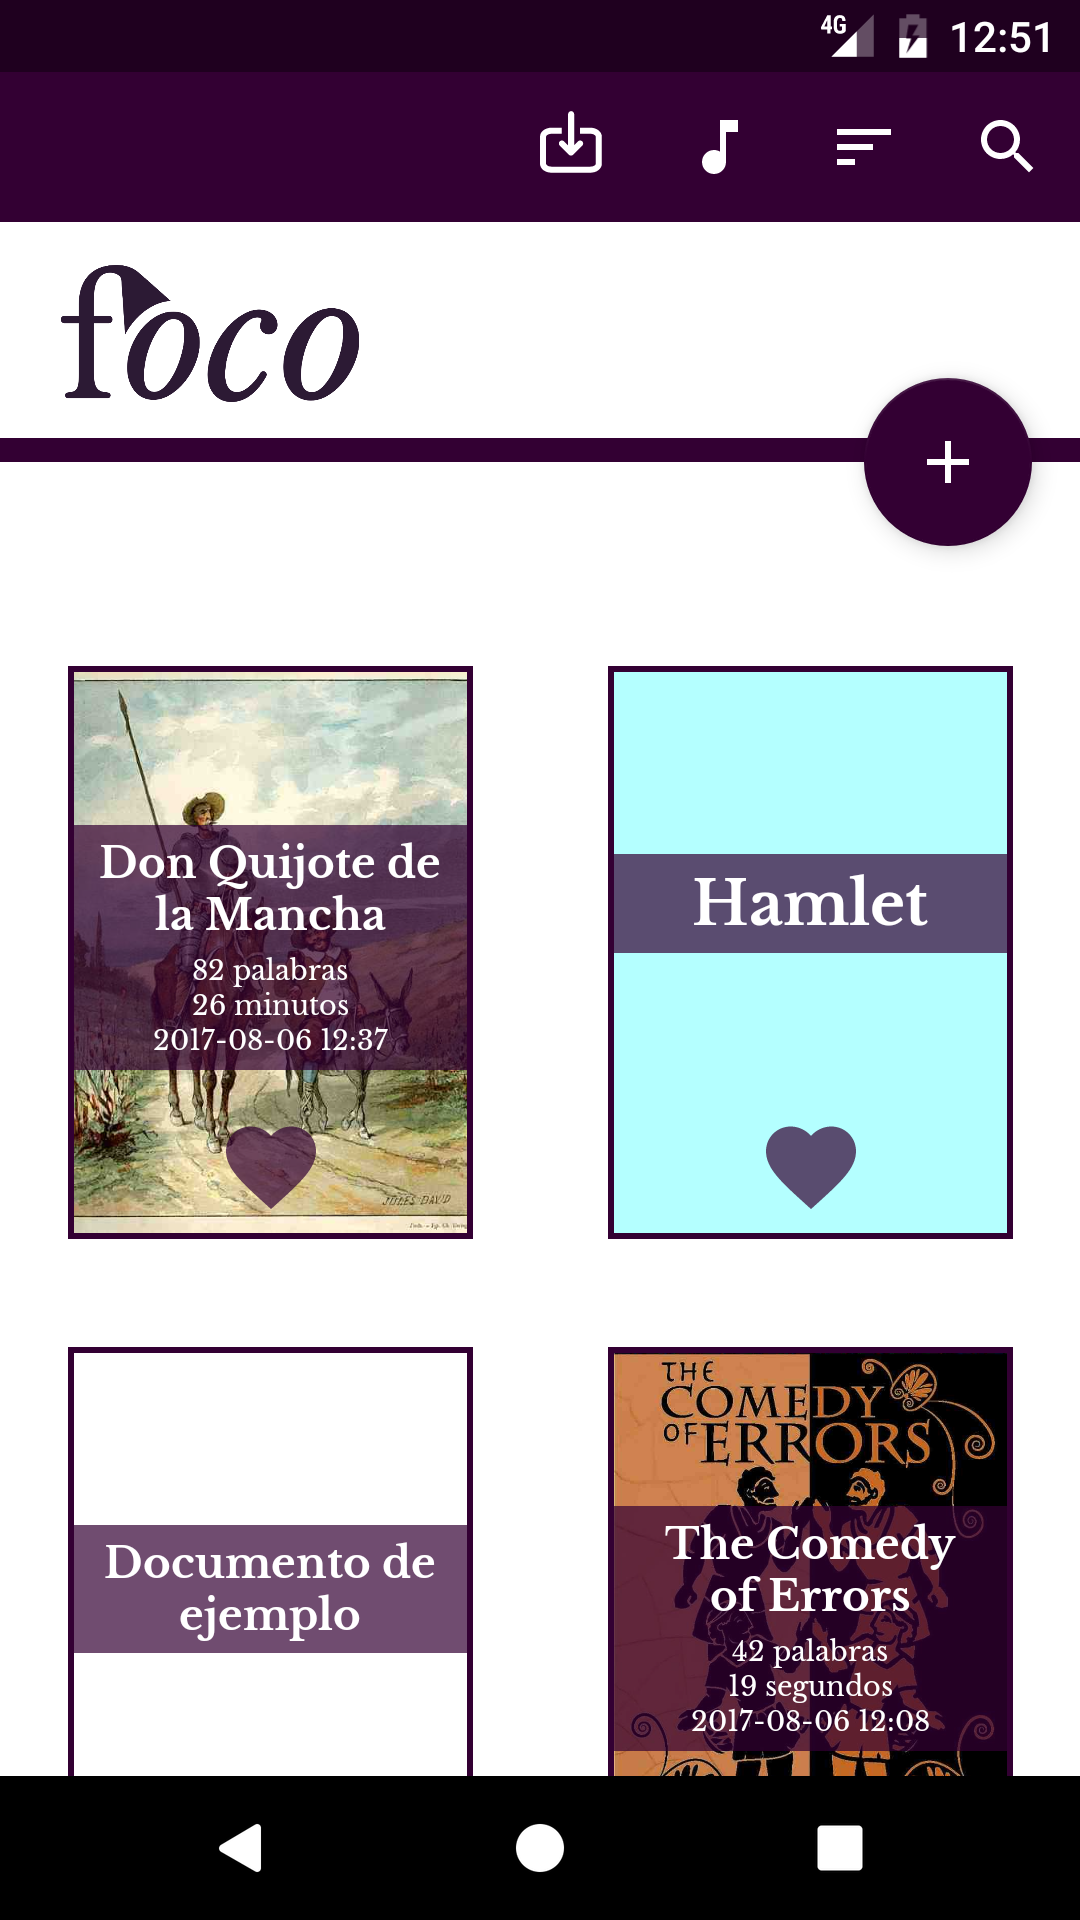 4G 12:51
foco
Don Quijote de
la Mancha
82 palabras
26 minutos
2017-08-06 12:37
JULES DAVID
Hamlet
Documento de
ejemplo
THE
COMEDY
OF ERRORS
The Comedy
of Errors
42 palabras
19 segundos
2017-08-06 12:08